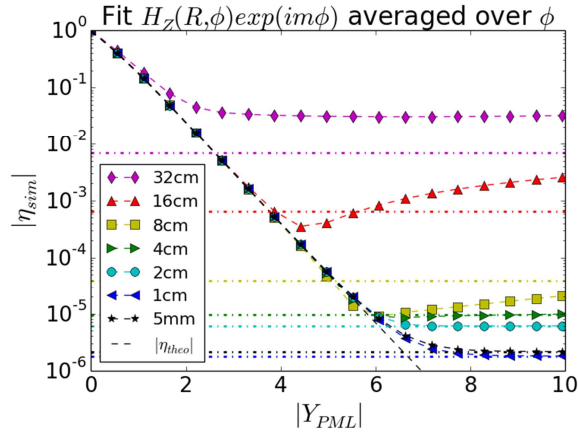 Fit H_Z(R,ϕ)exp(imϕ) averaged over ϕ
10^0
10^-1
10^-2
10^-3
10^-4
10^-5
10^-6
|η_sim|
32cm
16cm
8cm
4cm
2cm
1cm
5mm
|η_theo|
0 2 4 6 8 10
|Y_PML|